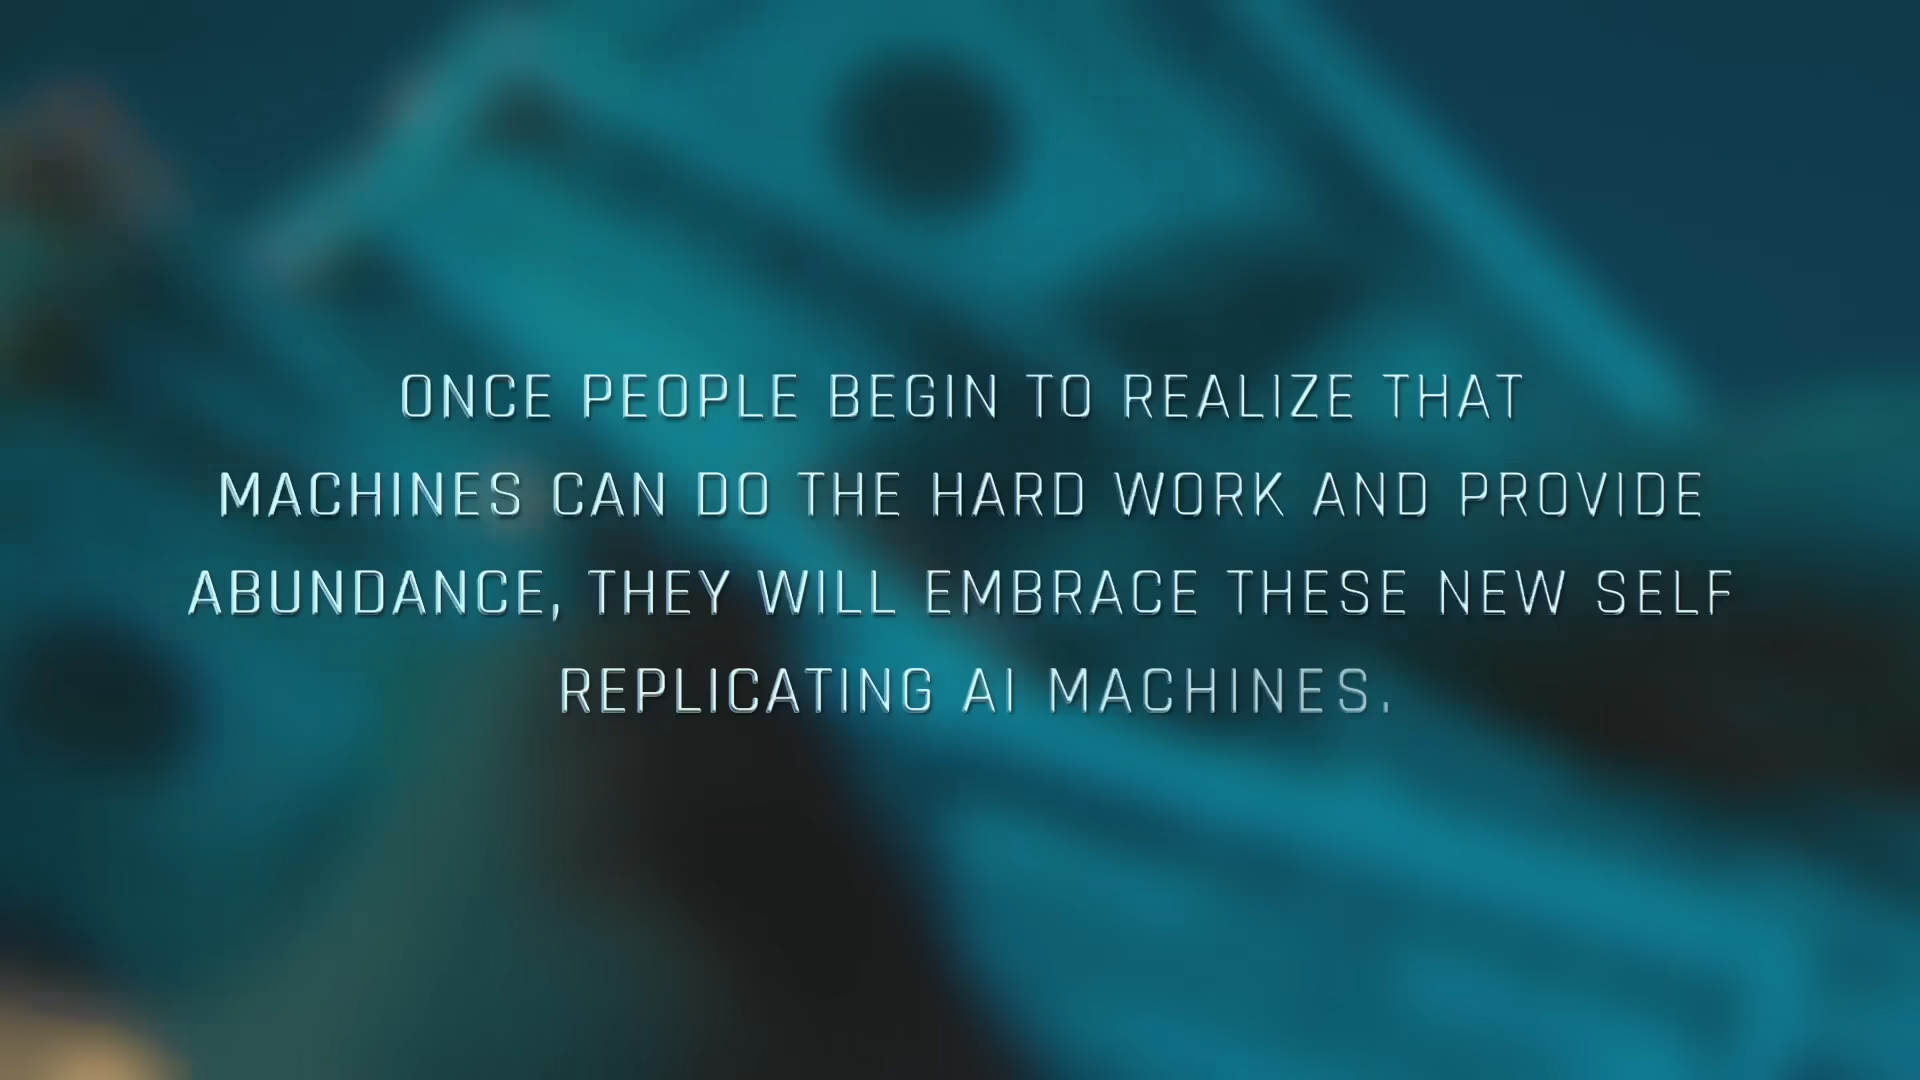 ONCE PEOPLE BEGIN TO REALIZE THAT
MACHINES CAN DO THE HARD WORK AND PROVIDE
ABUNDANCE, THEY WILL EMBRACE THESE NEW SELF
REPLICATING AI MACHINES.